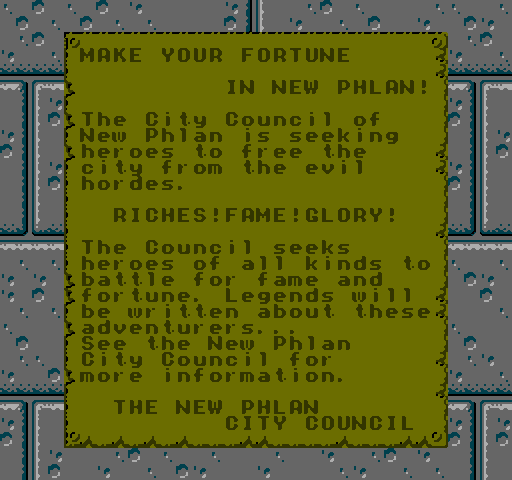 MAKE YOUR FORTUNE
IN NEW PHLAN!
The City Council of
New Phlan is seeking
heroes to free the
city from the evil
hordes.
RICHES!FAME!GLORY!
The Council seeks
heroes of all kinds to
battle for fame and
fortune. Legends will
be written about these
adventurers...
See the New Phlan
City Council for
more information.
THE NEW PHLAN
CITY COUNCIL